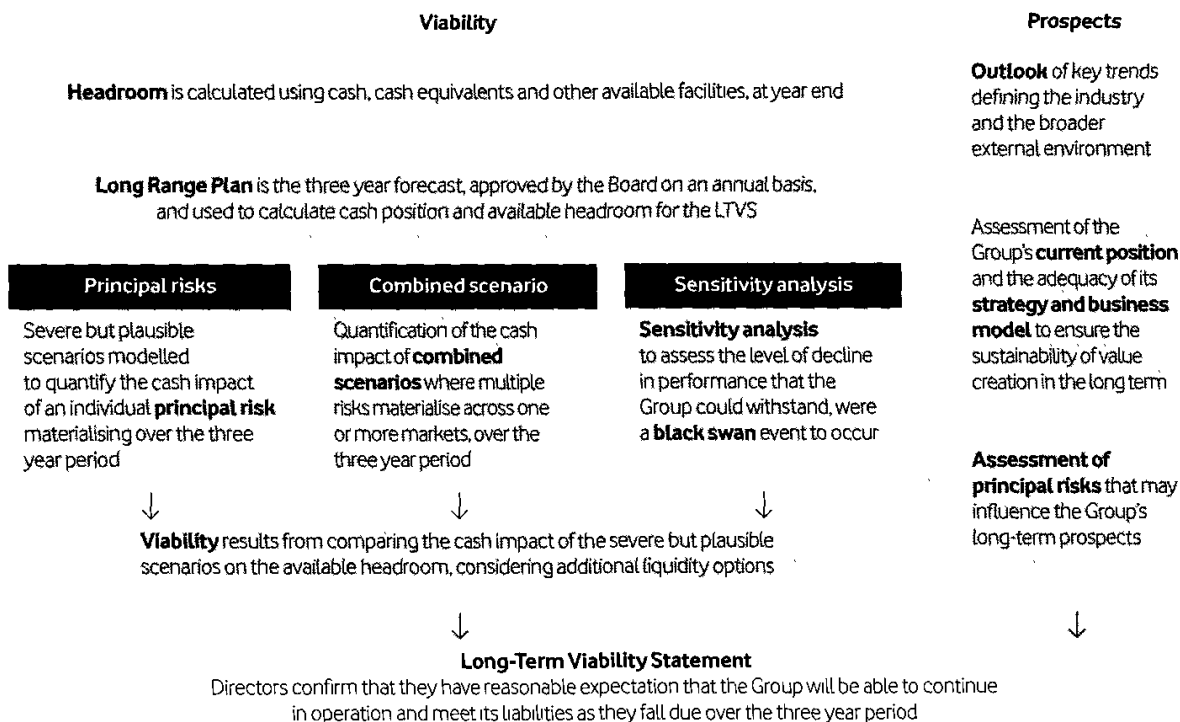 Viability
Headroom is calculated using cash, cash equivalents and other available facilities, at year end
Long Range Plan is the three year forecast, approved by the Board on an annual basis,
and used to calculate cash position and available headroom for the LTVS
Principal risks
Severe but plausible
scenarios modelled
to quantify the cash impact
of an individual principal risk
materialising over the three
year period
Combined scenario
Quantification of the cash
impact of combined
scenarios where multiple
risks materialise across one
or more markets, over the
three year period
Sensitivity analysis
Sensitivity analysis
to assess the level of decline
in performance that the
Group could withstand, were
a black swan event to occur
Viability results from comparing the cash impact of the severe but plausible
scenarios on the available headroom, considering additional liquidity options
Prospects
Outlook of key trends
defining the industry
and the broader
external environment
Assessment of the
Group's current position
and the adequacy of its
strategy and business
model to ensure the
sustainability of value
creation in the long term
Assessment of
principal risks that may
influence the Group's
long-term prospects
Long-Term Viability Statement
Directors confirm that they have reasonable expectation that the Group will be able to continue
in operation and meet its liabilities as they fall due over the three year period